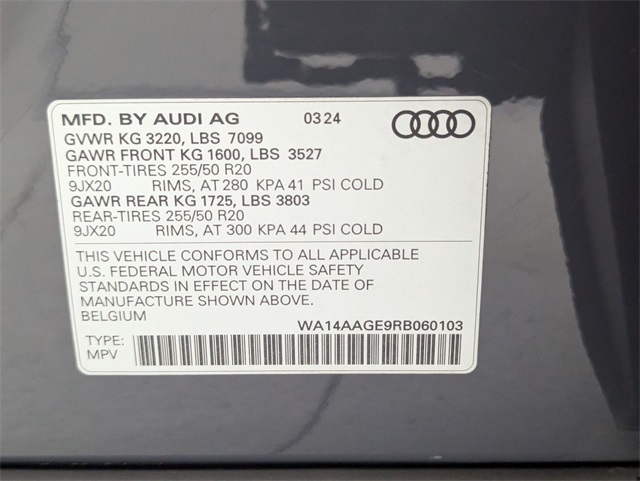 MFD. BY AUDI AG 03 24
GVWR KG 3220, LBS 7099
GAWR FRONT KG 1600, LBS 3527
FRONT-TIRES 255/50 R20
9JX20 RIMS, AT 280 KPA 41 PSI COLD
GAWR REAR KG 1725, LBS 3803
REAR-TIRES 255/50 R20
9JX20 RIMS, AT 300 KPA 44 PSI COLD
THIS VEHICLE CONFORMS TO ALL APPLICABLE
U.S. FEDERAL MOTOR VEHICLE SAFETY
STANDARDS IN EFFECT ON THE DATE OF
MANUFACTURE SHOWN ABOVE.
BELGIUM WA14AAGE9RB060103
TYPE:
MPV